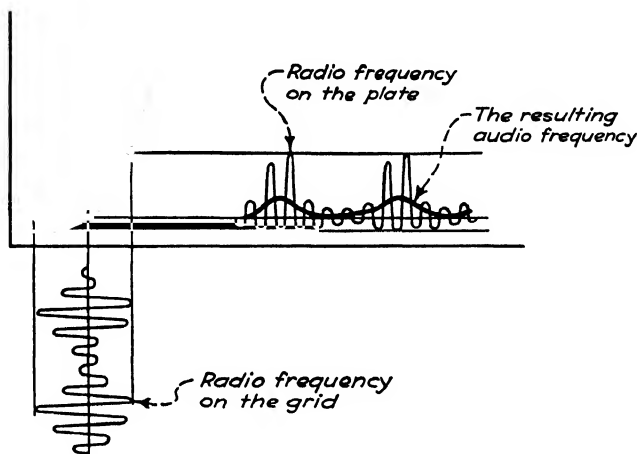 Radio frequency
on the plate
The resulting
audio frequency
Radio frequency
on the grid